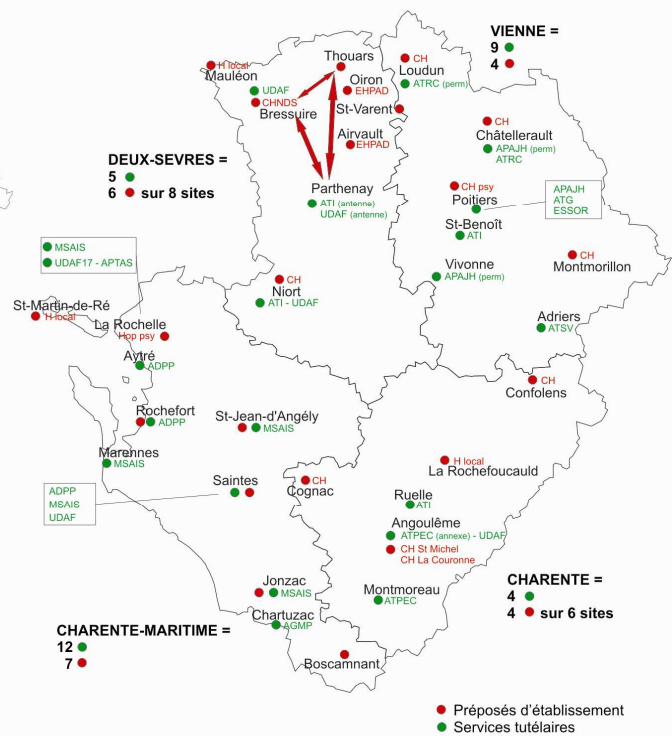 VIENNE =
9
4
Thouars
H local
Mauléon
CH
Loudun
ATRC (perm)
Oiron
EHPAD
UDAF
CHNDS
Bressuire
St-Varent
CH
Châtellerault
APAJH (perm)
ATRC
Airvault
EHPAD
DEUX-SEVRES =
5
6 sur 8 sites
Parthenay
ATI (antenne)
UDAF (antenne)
CH psy
Poitiers
APAJH
ATG
ESSOR
St-Benoît
ATI
MSAIS
UDAF17 - APTAS
CH
Montmorillon
Vivonne
APAJH (perm)
CH
Niort
ATI - UDAF
St-Martin-de-Ré
H local
La Rochelle
Hop psy
Adriers
ATSV
Aytré
ADPP
CH
Confolens
Rochefort
ADPP
St-Jean-d'Angély
MSAIS
Marennes
MSAIS
H local
La Rochefoucauld
Saintes
CH
Cognac
ADPP
MSAIS
UDAF
Ruelle
ATI
Angoulême
ATPEC (annexe) - UDAF
CH St Michel
CH La Couronne
Jonzac
MSAIS
Montmoreau
ATPEC
CHARENTE =
4
4 sur 6 sites
Chartuzac
AGMP
CHARENTE-MARITIME =
12
7
Boscamnant
Préposés d'établissement
Services tutélaires